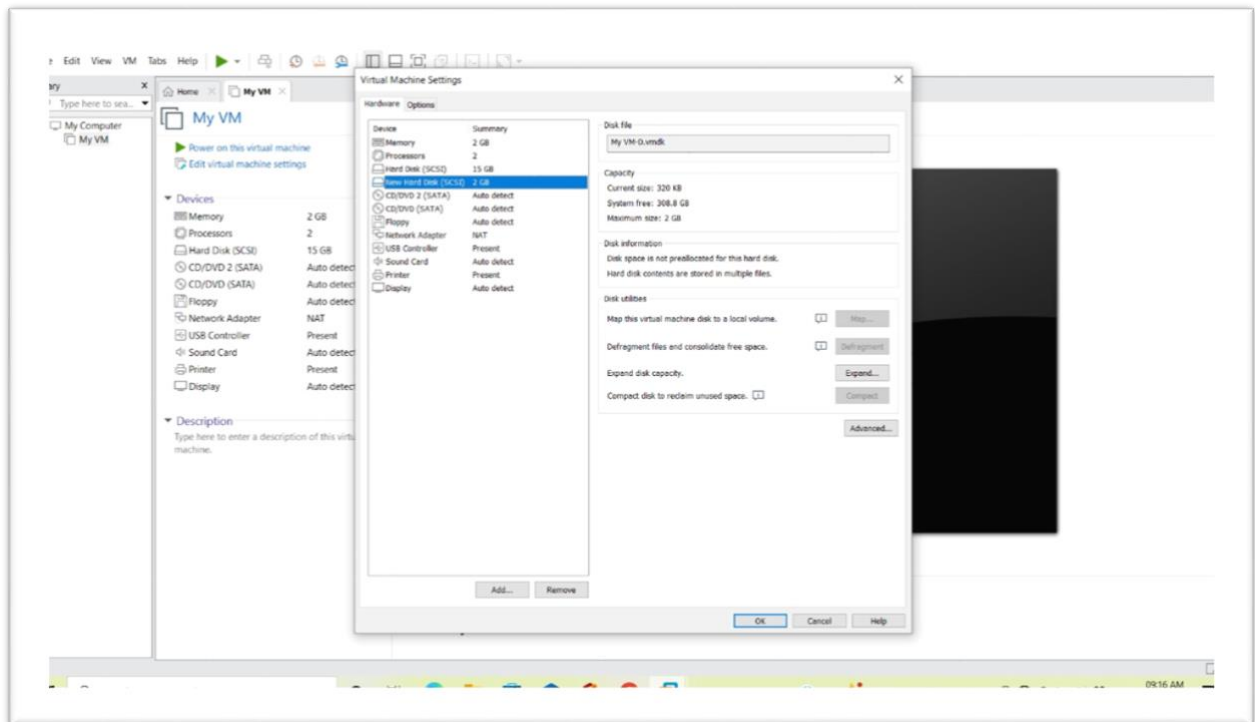 Edit View VM Tabs Help
Type here to sea...
My Computer
My VM
Home
My VM
My VM
Power on this virtual machine
Edit virtual machine settings
Devices
Memory 2 GB
Processors 2
Hard Disk (SCSI) 15 GB
CD/DVD 2 (SATA) Auto detect
CD/DVD (SATA) Auto detec
Floppy Auto detec
Network Adapter NAT
USB Controller Present
Sound Card Auto detec
Printer Present
Display Auto detec
Description
Type here to enter a description of this virtu
machine.
Virtual Machine Settings
Hardware Options
Device Summary
Memory 2 GB
Processors 2
Hard Disk (SCSI) 15 GB
New Hard Disk (SCSI) 2 GB
CD/DVD 2 (SATA) Auto detect
CD/DVD (SATA) Auto detect
Floppy Auto detect
Network Adapter NAT
USB Controller Present
Sound Card Auto detect
Printer Present
Display Auto detect
Add... Remove
Disk file
My VM-0.vmdk
Capacity
Current size: 320 KB
System free: 308.8 GB
Maximum size: 2 GB
Disk information
Disk space is not preallocated for this hard disk.
Hard disk contents are stored in multiple files.
Disk utilities
Map this virtual machine disk to a local volume. Map...
Defragment files and consolidate free space. Defragment
Expand disk capacity. Expand...
Compact disk to reclaim unused space. Compact
Advanced...
OK Cancel Help
09:16 AM